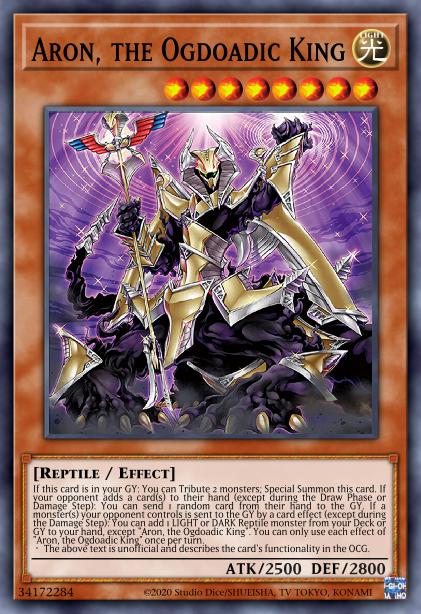 ARON, THE OGDOADIC KING
LIGHT
光
[REPTILE / EFFECT]
If this card is in your GY: You can Tribute 2 monsters; Special Summon this card. If
your opponent adds a card(s) to their hand (except during the Draw Phase or
Damage Step): You can send 1 random card from their hand to the GY. If a
monster(s) your opponent controls is sent to the GY by a card effect (except during
the Damage Step): You can add 1 LIGHT or DARK Reptile monster from your Deck or
GY to your hand, except "Aron, the Ogdoadic King". You can only use each effect of
"Aron, the Ogdoadic King" once per turn.
- The above text is unofficial and describes the card's functionality in the OCG.
ATK/2500 DEF/2800
34172284
©2020 Studio Dice/SHUEISHA, TV TOKYO, KONAMI